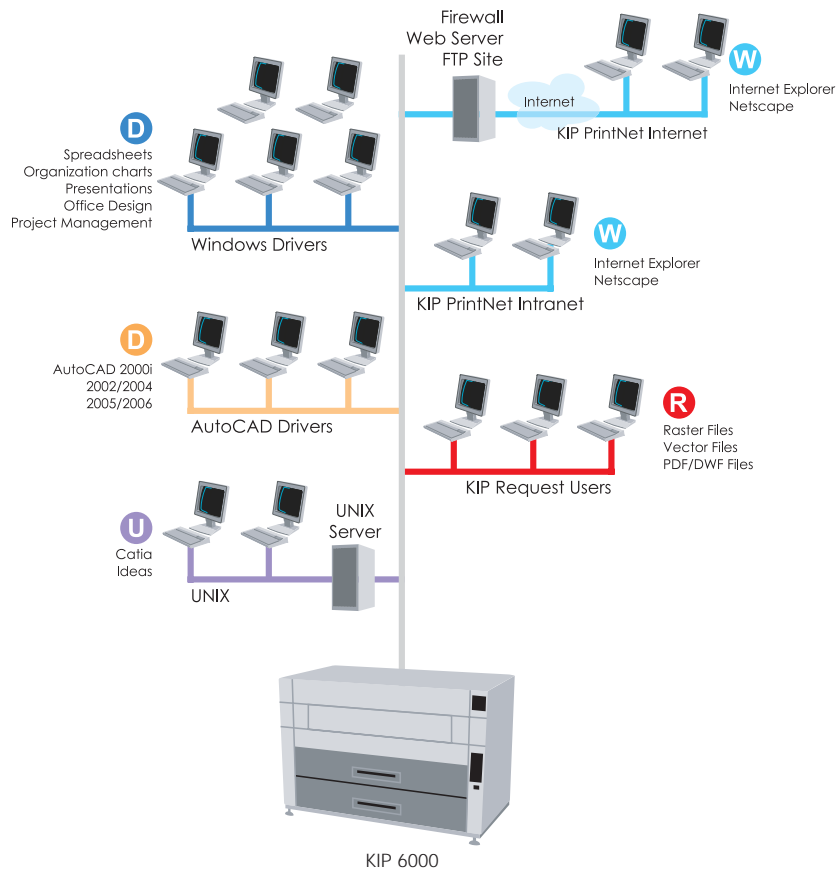 Firewall
Web Server
FTP Site
Internet
W
Internet Explorer
Netscape
KIP PrintNet Internet
D
Spreadsheets
Organization charts
Presentations
Office Design
Project Management
Windows Drivers
W
Internet Explorer
Netscape
KIP PrintNet Intranet
D
AutoCAD 2000i
2002/2004
2005/2006
AutoCAD Drivers
R
Raster Files
Vector Files
PDF/DWF Files
KIP Request Users
U
Catia
Ideas
UNIX
Server
UNIX
KIP 6000